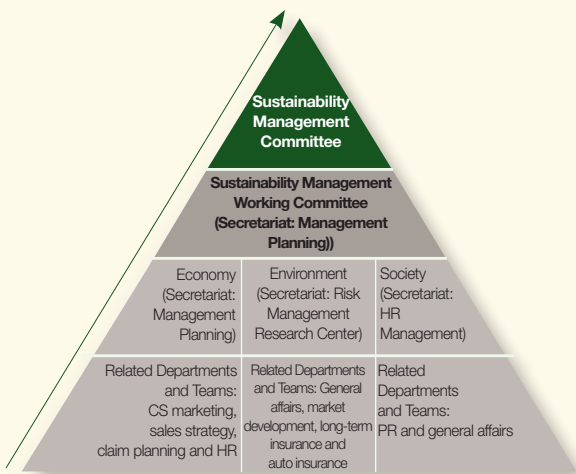 Sustainability
Management
Committee
Sustainability Management
Working Committee
(Secretariat: Management
Planning))
Economy
(Secretariat:
Management
Planning)
Environment
(Secretariat: Risk
Management
Research Center)
Society
(Secretariat:
HR
Management)
Related Departments
and Teams:
CS marketing,
sales strategy,
claim planning and HR
Related Departments
and Teams: General
affairs, market
development, long-term
insurance and
auto insurance
Related
Departments
and Teams:
PR and general affairs